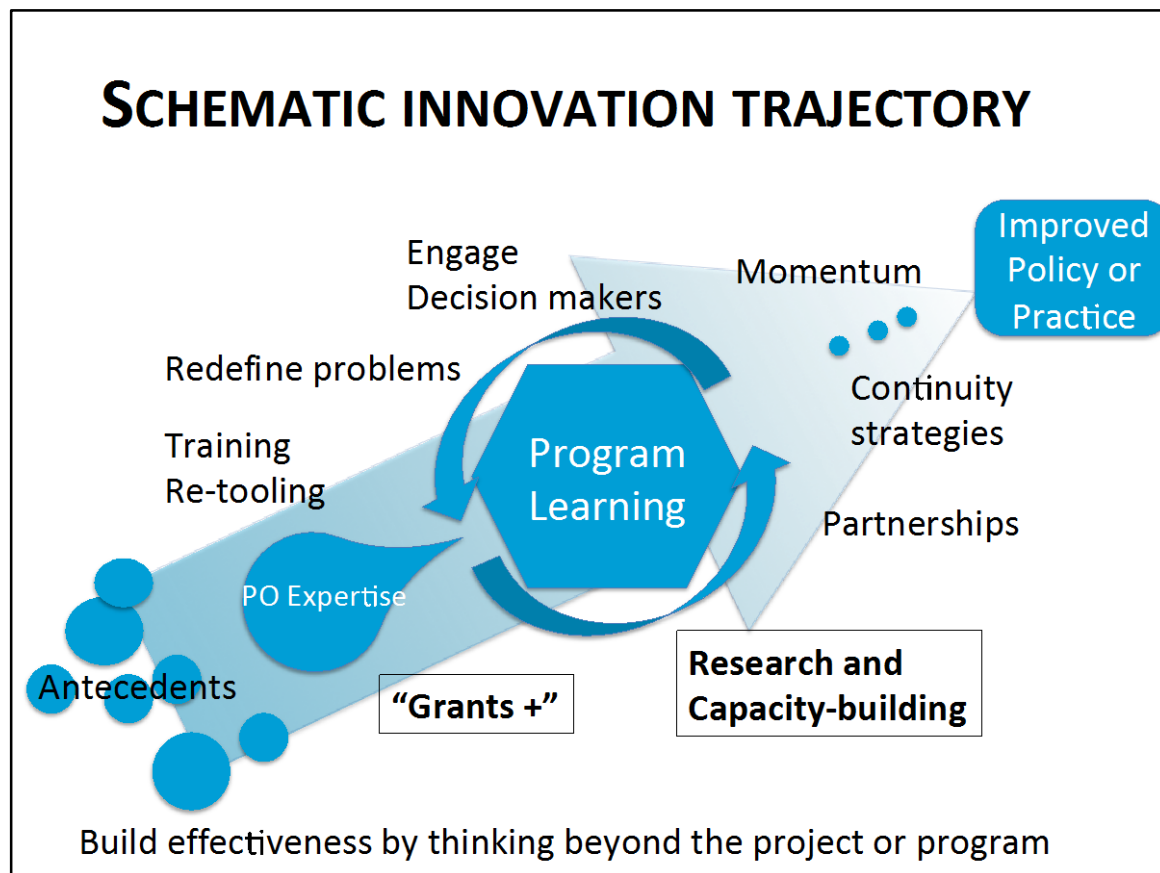 SCHEMATIC INNOVATION TRAJECTORY
Improved
Policy or
Practice
Engage
Decision makers
Momentum
Redefine problems
Continuity
strategies
Training
Re-tooling
Program
Learning
Partnerships
PO Expertise
Antecedents
“Grants +”
Research and
Capacity-building
Build effectiveness by thinking beyond the project or program